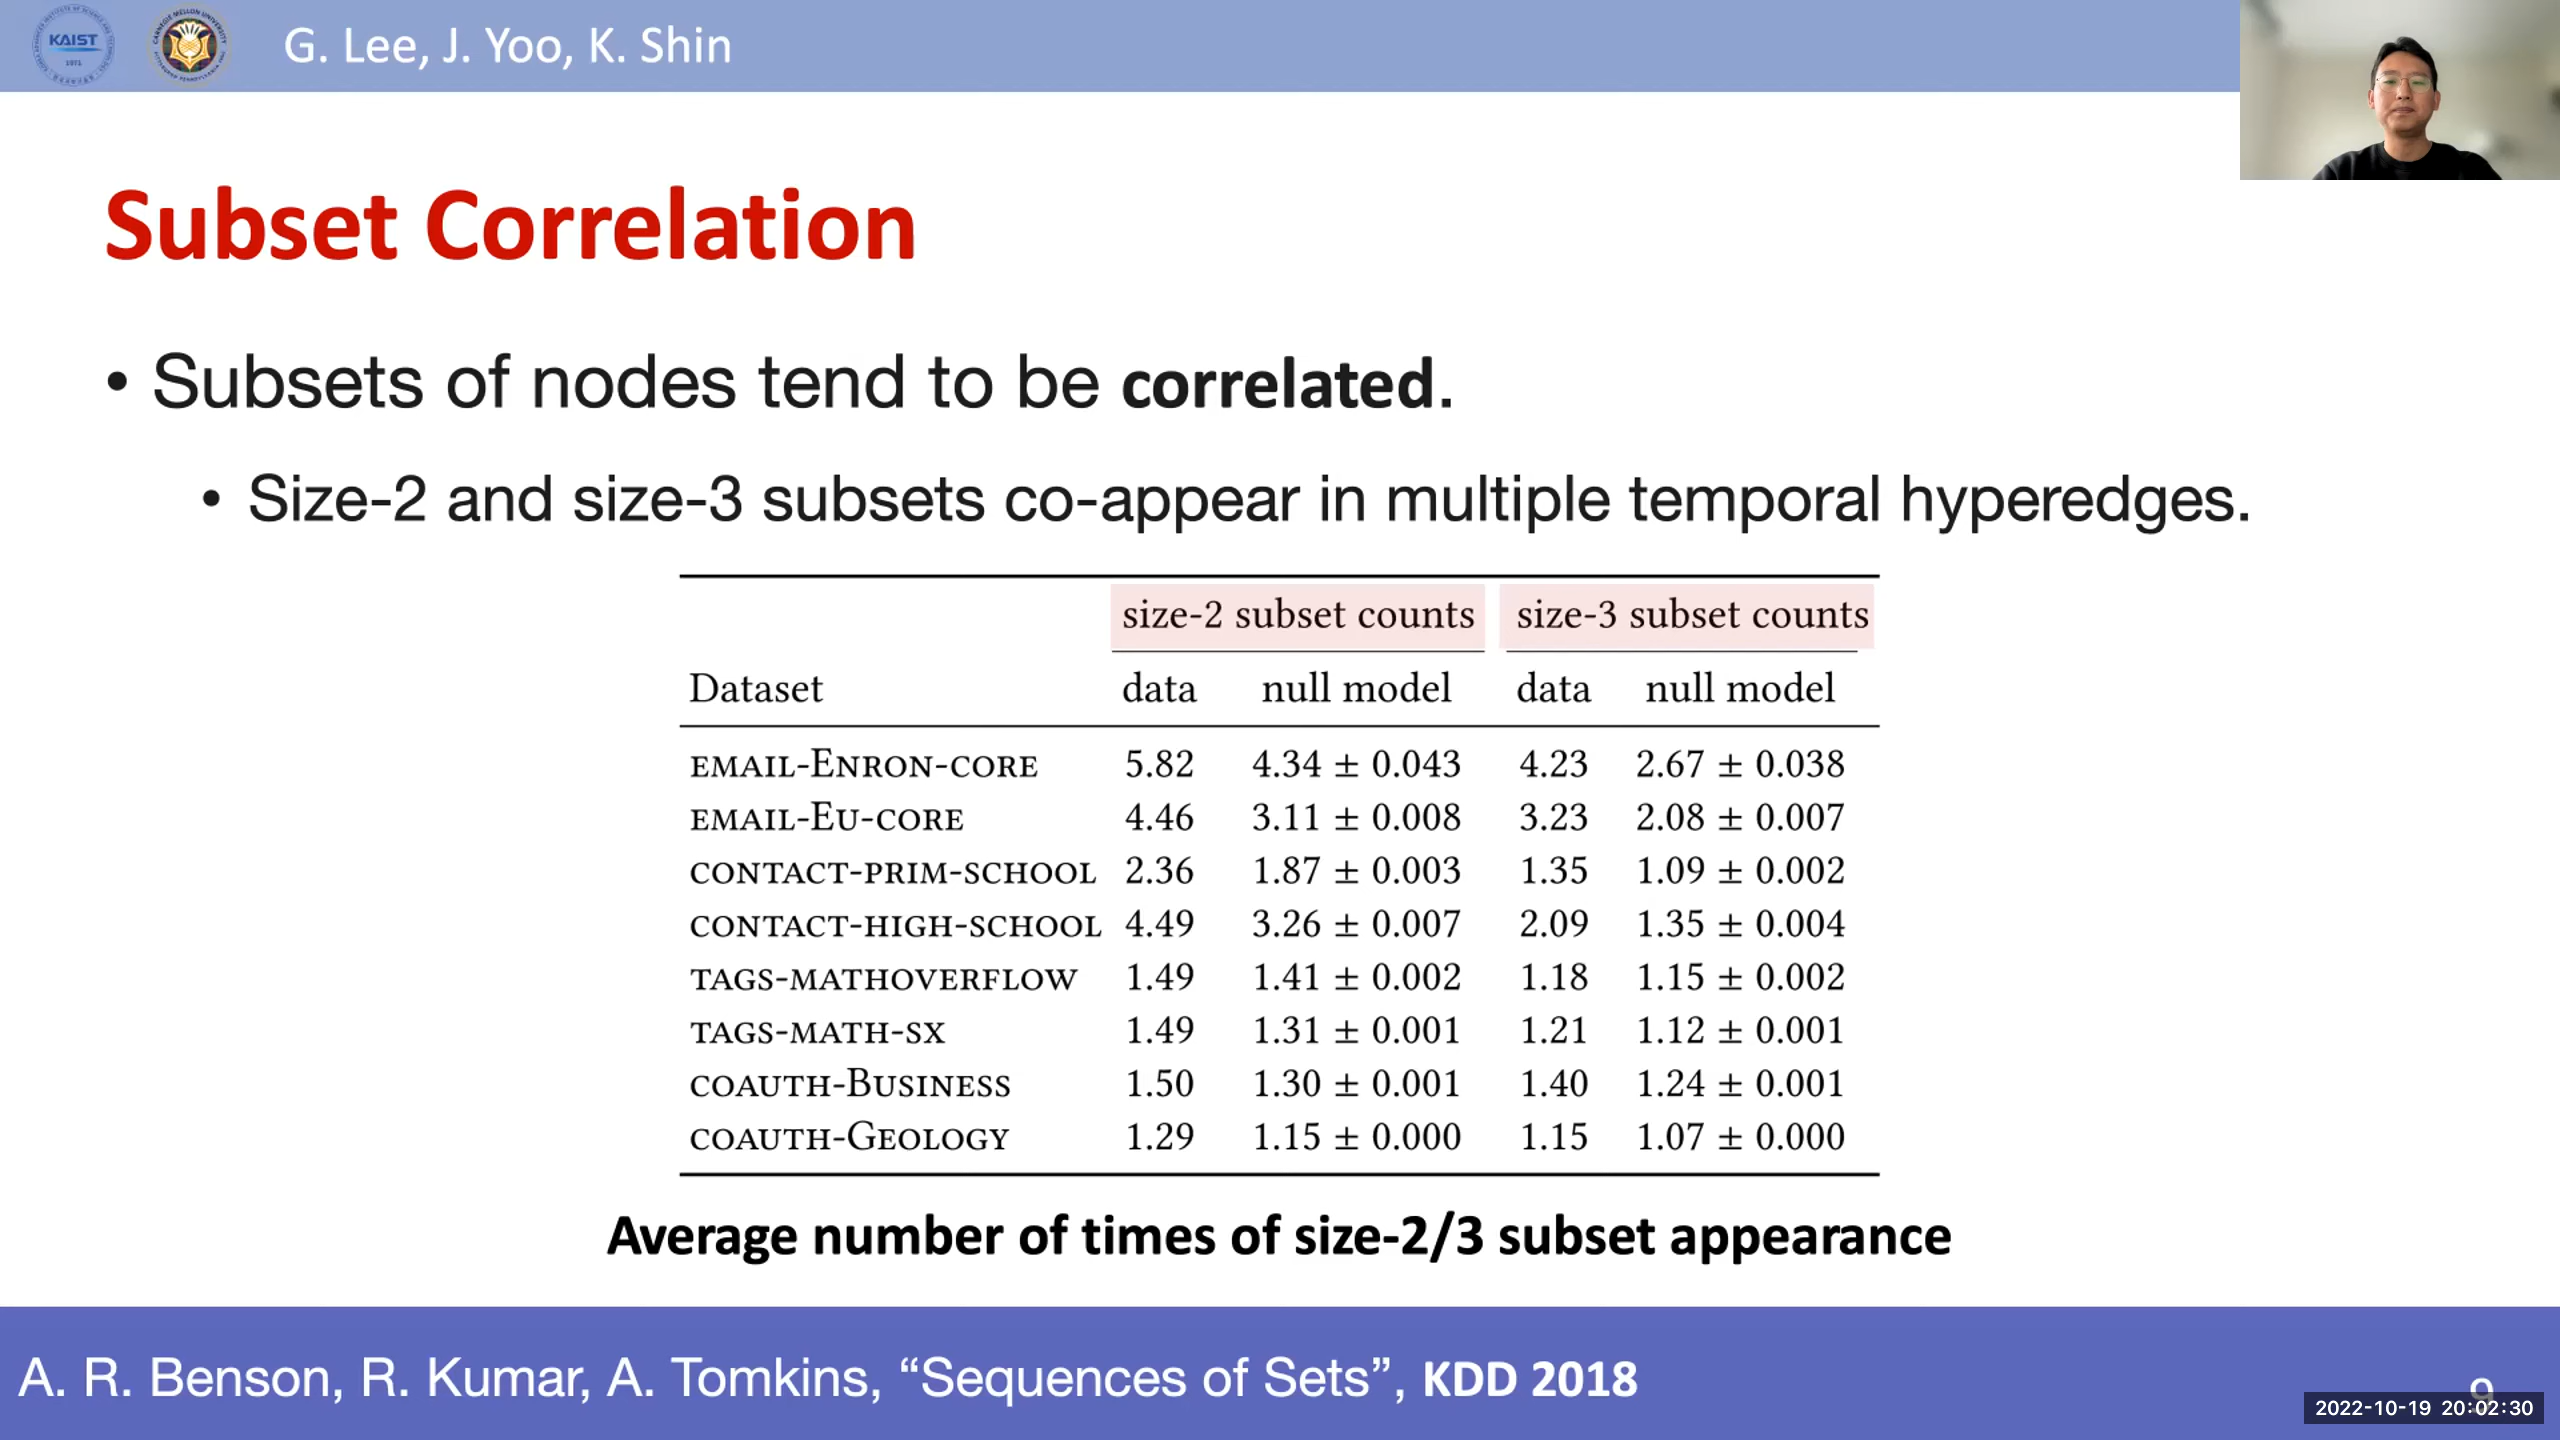 KAIST
1971
G. Lee, J. Yoo, K. Shin
Subset Correlation
• Subsets of nodes tend to be correlated.
• Size-2 and size-3 subsets co-appear in multiple temporal hyperedges.
size-2 subset counts size-3 subset counts
Dataset data null model data null model
EMAIL-ENRON-CORE 5.82 4.34 ± 0.043 4.23 2.67 ± 0.038
EMAIL-EU-CORE 4.46 3.11 ± 0.008 3.23 2.08 ± 0.007
CONTACT-PRIM-SCHOOL 2.36 1.87 ± 0.003 1.35 1.09 ± 0.002
CONTACT-HIGH-SCHOOL 4.49 3.26 ± 0.007 2.09 1.35 ± 0.004
TAGS-MATHOVERFLOW 1.49 1.41 ± 0.002 1.18 1.15 ± 0.002
TAGS-MATH-SX 1.49 1.31 ± 0.001 1.21 1.12 ± 0.001
COAUTH-BUSINESS 1.50 1.30 ± 0.001 1.40 1.24 ± 0.001
COAUTH-GEOLOGY 1.29 1.15 ± 0.000 1.15 1.07 ± 0.000
Average number of times of size-2/3 subset appearance
A. R. Benson, R. Kumar, A. Tomkins, “Sequences of Sets”, KDD 2018
9
2022-10-19 20:02:30